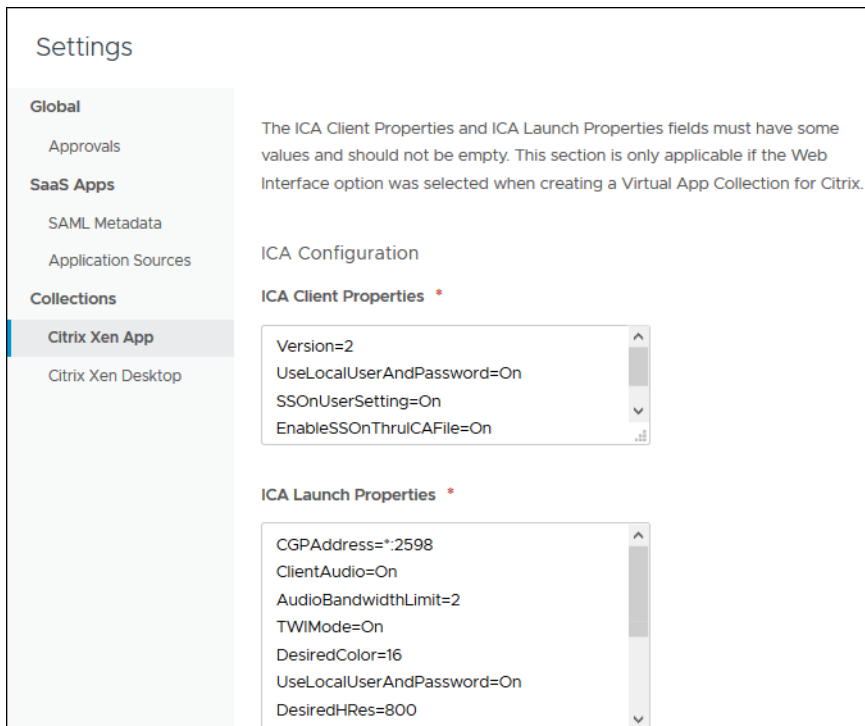 Settings
Global
Approvals
SaaS Apps
SAML Metadata
Application Sources
Collections
Citrix Xen App
Citrix Xen Desktop
The ICA Client Properties and ICA Launch Properties fields must have some
values and should not be empty. This section is only applicable if the Web
Interface option was selected when creating a Virtual App Collection for Citrix.
ICA Configuration
ICA Client Properties *
Version=2
UseLocalUserAndPassword=On
SSOnUserSetting=On
EnableSSOnThruICAFile=On
ICA Launch Properties *
CGPAddress=*:2598
ClientAudio=On
AudioBandwidthLimit=2
TWIMode=On
DesiredColor=16
UseLocalUserAndPassword=On
DesiredHRes=800